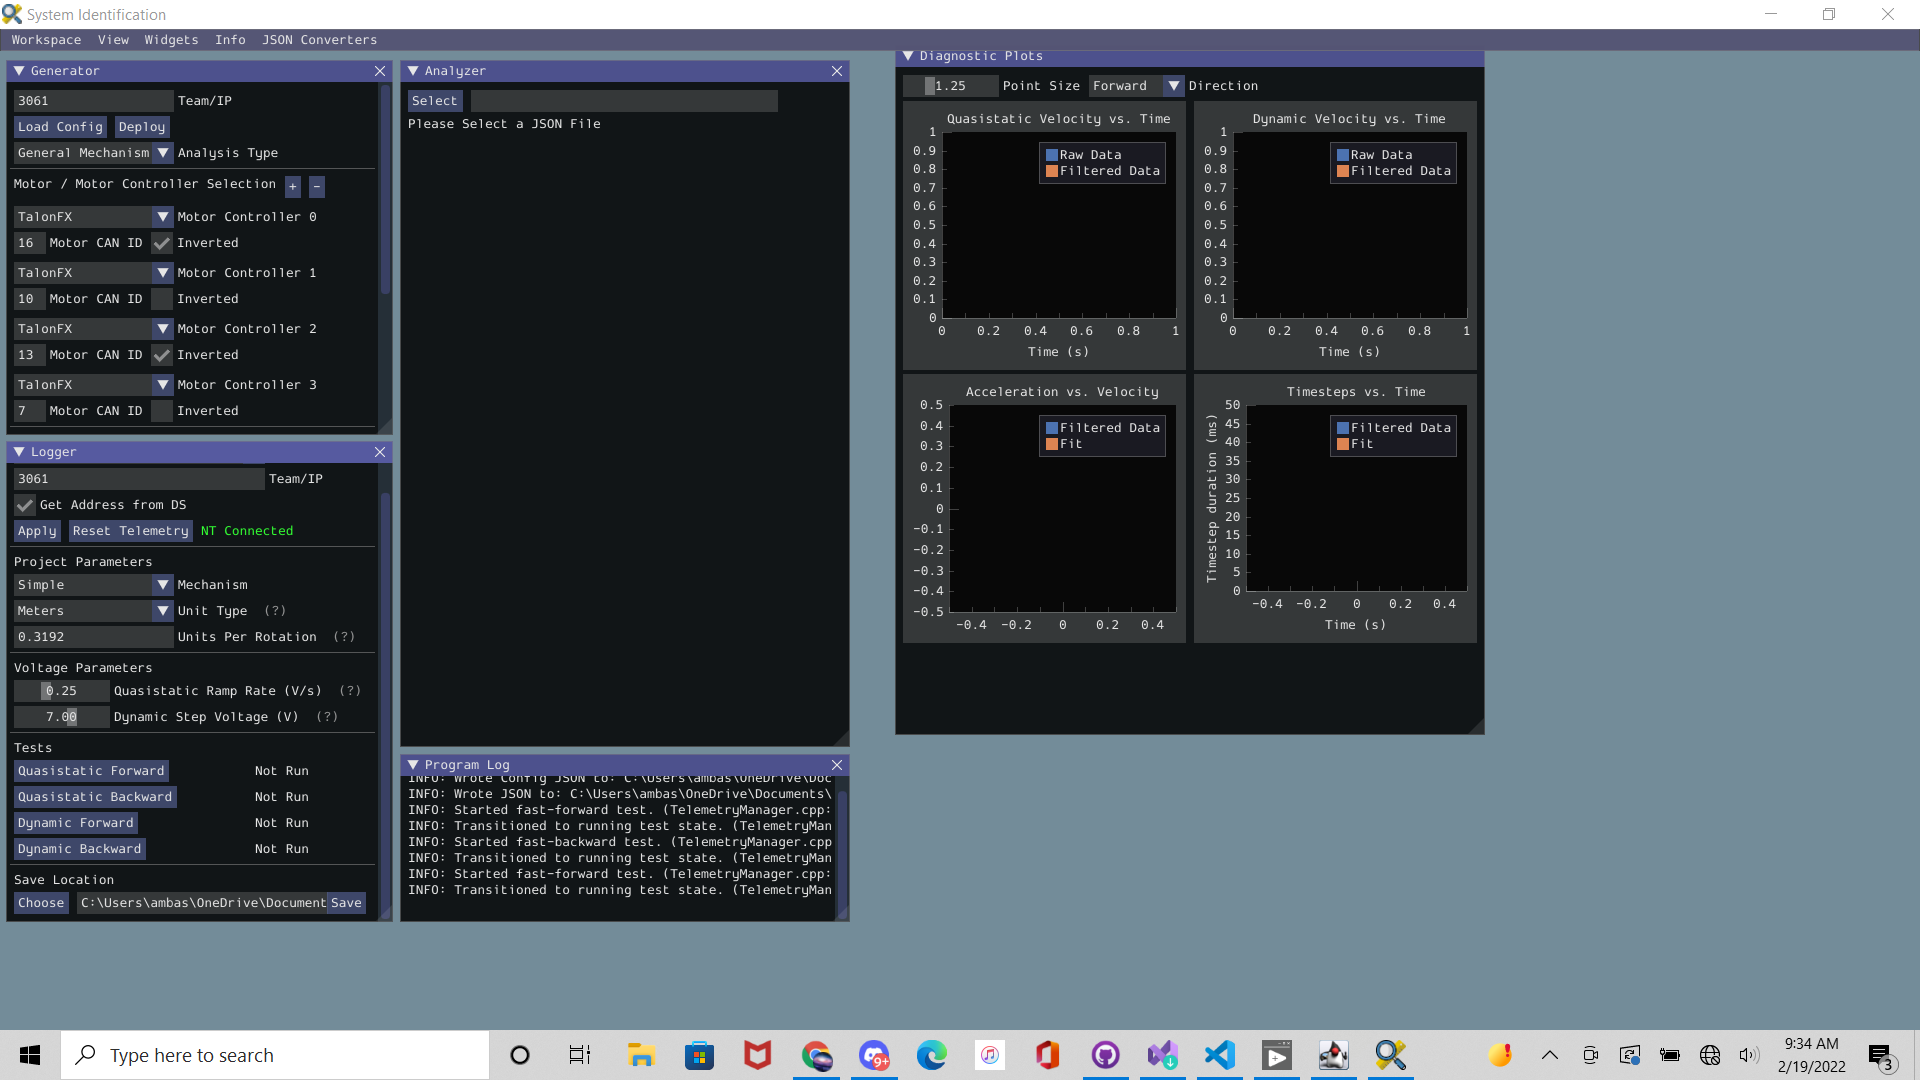 System Identification
Workspace View Widgets Info JSON Converters
Generator
3061 Team/IP
Load Config Deploy
General Mechanism Analysis Type
Motor / Motor Controller Selection + -
TalonFX Motor Controller 0
16 Motor CAN ID Inverted
TalonFX Motor Controller 1
10 Motor CAN ID Inverted
TalonFX Motor Controller 2
13 Motor CAN ID Inverted
TalonFX Motor Controller 3
7 Motor CAN ID Inverted
Logger
3061 Team/IP
Get Address from DS
Apply Reset Telemetry NT Connected
Project Parameters
Simple Mechanism
Meters Unit Type (?)
0.3192 Units Per Rotation (?)
Voltage Parameters
0.25 Quasistatic Ramp Rate (V/s) (?)
7.00 Dynamic Step Voltage (V) (?)
Tests
Quasistatic Forward Not Run
Quasistatic Backward Not Run
Dynamic Forward Not Run
Dynamic Backward Not Run
Save Location
Choose C:\Users\ambas\OneDrive\Document Save
Analyzer
Select
Please Select a JSON File
Program Log
INFO: Wrote Config JSON to: C:\Users\ambas\OneDrive\Doc
INFO: Wrote JSON to: C:\Users\ambas\OneDrive\Documents\
INFO: Started fast-forward test. (TelemetryManager.cpp:
INFO: Transitioned to running test state. (TelemetryMan
INFO: Started fast-backward test. (TelemetryManager.cpp
INFO: Transitioned to running test state. (TelemetryMan
INFO: Started fast-forward test. (TelemetryManager.cpp:
INFO: Transitioned to running test state. (TelemetryMan
Diagnostic Plots
1.25 Point Size Forward Direction
Quasistatic Velocity vs. Time
Raw Data
Filtered Data
1
0.9
0.8
0.7
0.6
0.5
0.4
0.3
0.2
0.1
0
0 0.2 0.4 0.6 0.8 1
Time (s)
Dynamic Velocity vs. Time
Raw Data
Filtered Data
1
0.9
0.8
0.7
0.6
0.5
0.4
0.3
0.2
0.1
0
0 0.2 0.4 0.6 0.8 1
Time (s)
Acceleration vs. Velocity
Filtered Data
Fit
0.5
0.4
0.3
0.2
0.1
0
-0.1
-0.2
-0.3
-0.4
-0.5
-0.4 -0.2 0 0.2 0.4
Timesteps vs. Time
Filtered Data
Fit
Timestep duration (ms)
50
45
40
35
30
25
20
15
10
5
0
-0.4 -0.2 0 0.2 0.4
Time (s)
Type here to search
9+
9:34 AM
2/19/2022
3